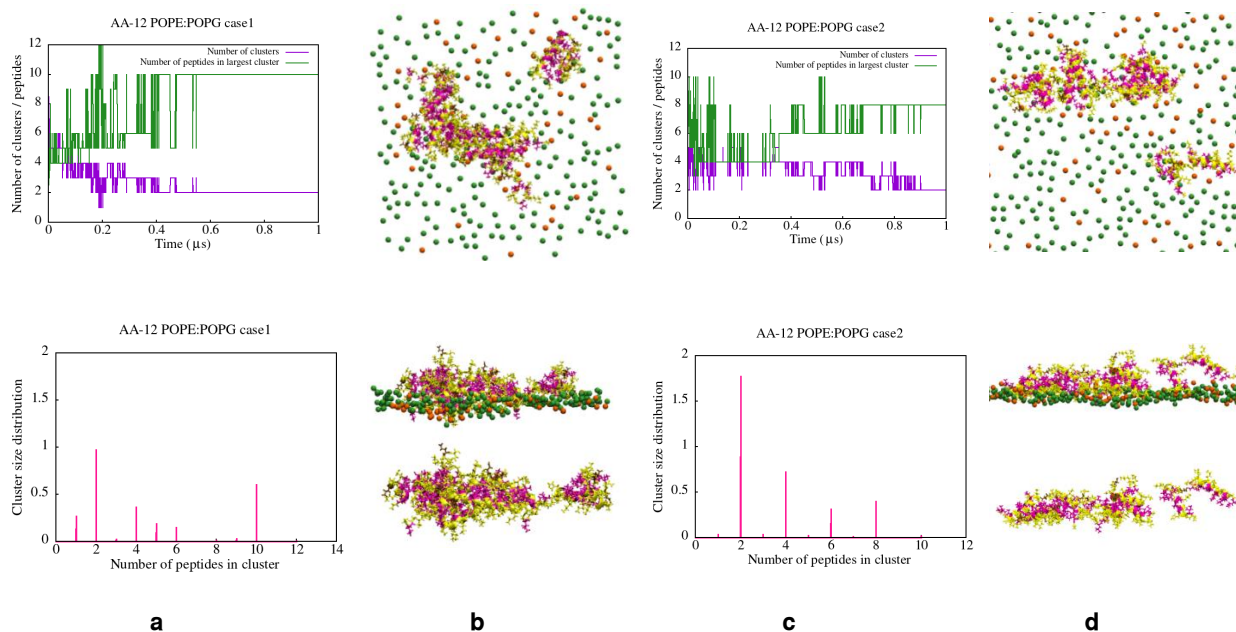 AA-12 POPE:POPG case1
12
10
8
6
4
2
0
Number of clusters / peptides
Number of clusters
Number of peptides in largest cluster
0 0.2 0.4 0.6 0.8 1
Time (µs)
AA-12 POPE:POPG case2
12
10
8
6
4
2
0
Number of clusters / peptides
Number of clusters
Number of peptides in largest cluster
0 0.2 0.4 0.6 0.8 1
Time (µs)
AA-12 POPE:POPG case1
2
1.5
1
0.5
0
Cluster size distribution
0 2 4 6 8 10 12 14
Number of peptides in cluster
AA-12 POPE:POPG case2
2
1.5
1
0.5
0
Cluster size distribution
0 2 4 6 8 10 12
Number of peptides in cluster
a b c d